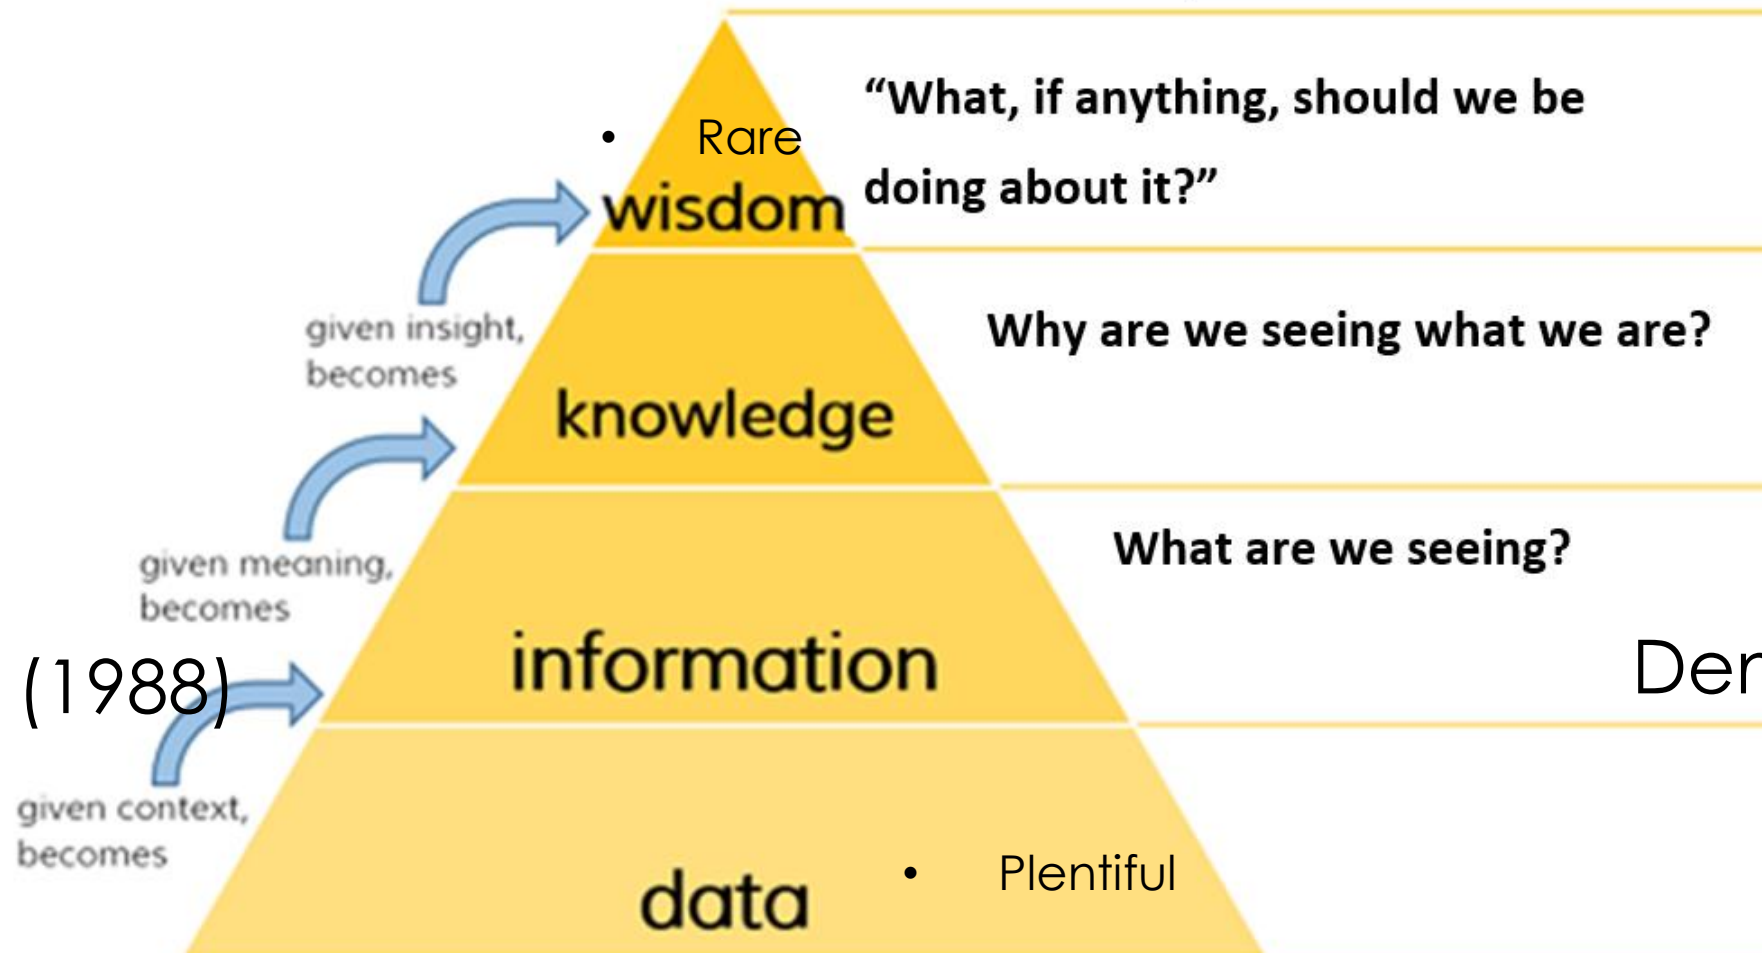 “What, if anything, should we be
• Rare
doing about it?”
wisdom
given insight,
becomes
Why are we seeing what we are?
knowledge
What are we seeing?
given meaning,
becomes
information
(1988)
given context,
becomes
• Plentiful
data